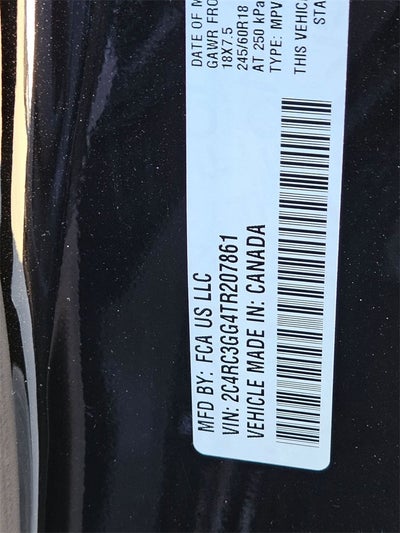 MFD BY: FCA US LLC
VIN: 2C4RC3GG4TR207861
VEHICLE MADE IN: CANADA
DATE OF M
GAWR FRO
18X7.5
245/60R18
AT 250 kPa
TYPE: MPV
THIS VEHICL
STA